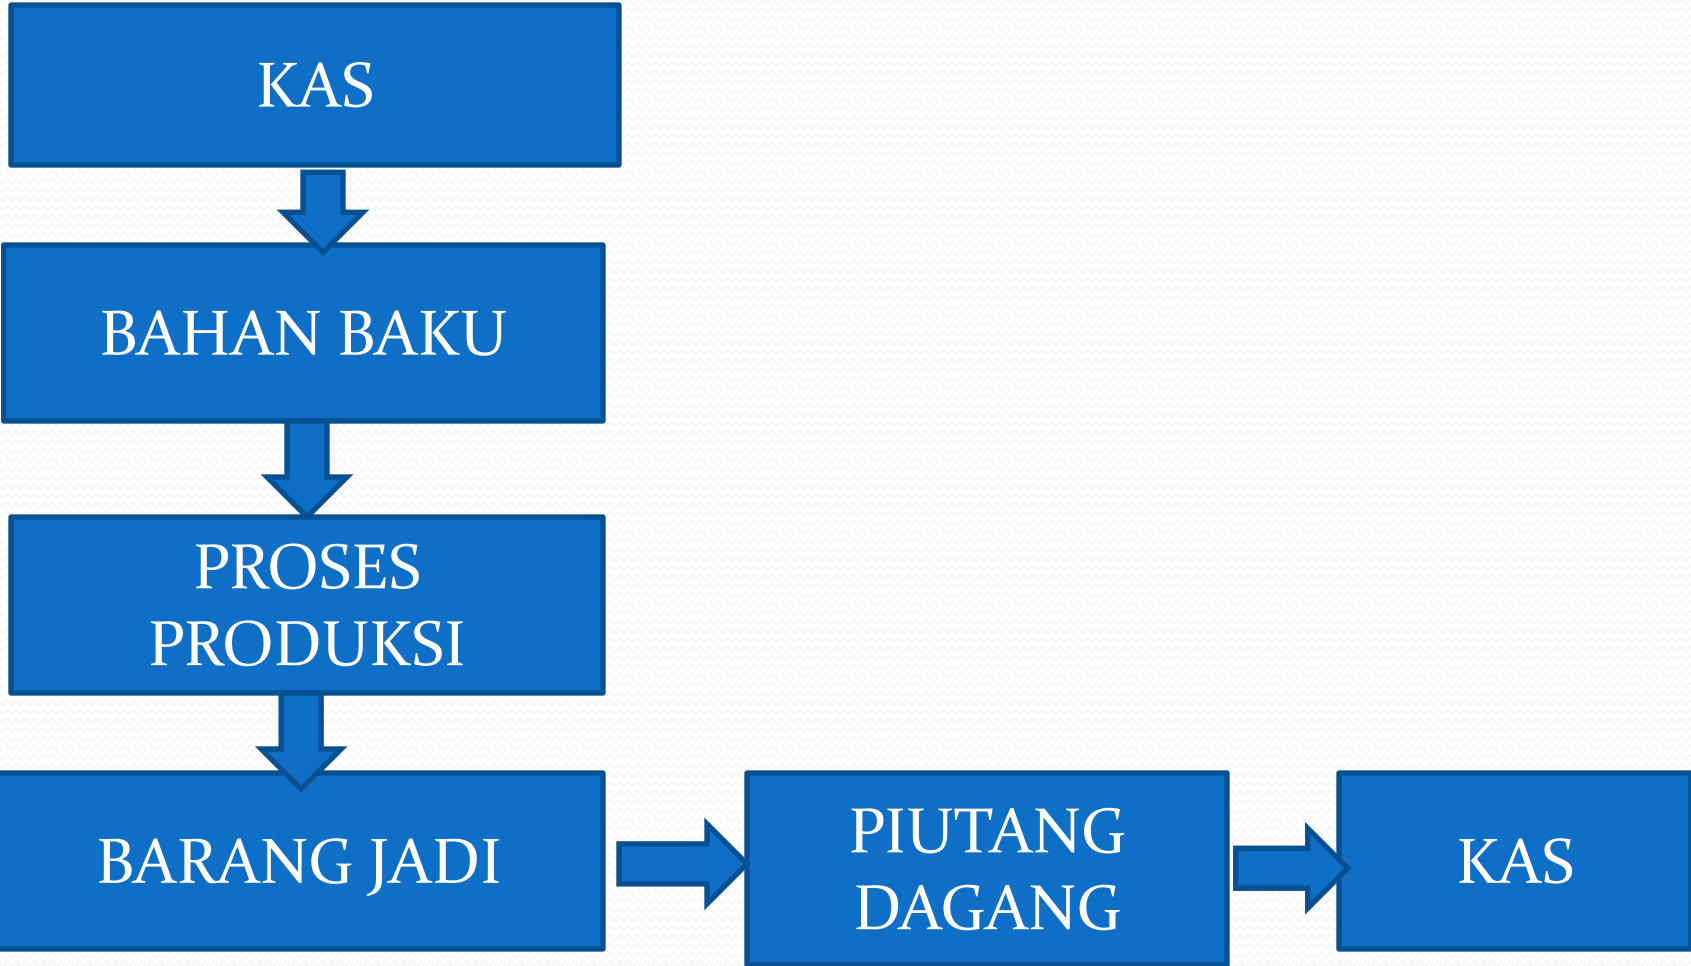 KAS
BAHAN BAKU
PROSES
PRODUKSI
BARANG JADI
PIUTANG
DAGANG
KAS